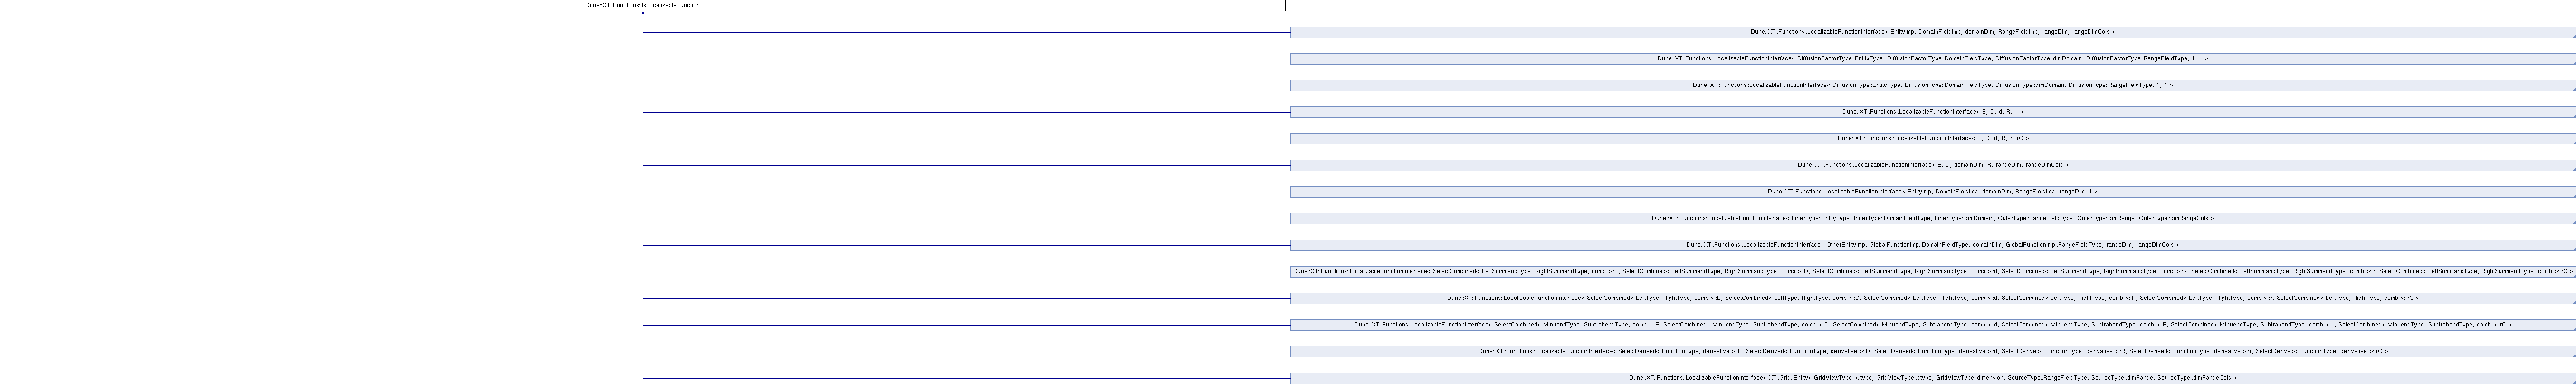 Dune::XT::Functions::IsLocalizableFunction
Dune::XT::Functions::LocalizableFunctionInterface< EntityImp, DomainFieldImp, domainDim, RangeFieldImp, rangeDim, rangeDimCols >
Dune::XT::Functions::LocalizableFunctionInterface< DiffusionFactorType::EntityType, DiffusionFactorType::DomainFieldType, DiffusionFactorType::dimDomain, DiffusionFactorType::RangeFieldType, 1, 1 >
Dune::XT::Functions::LocalizableFunctionInterface< DiffusionType::EntityType, DiffusionType::DomainFieldType, DiffusionType::dimDomain, DiffusionType::RangeFieldType, 1, 1 >
Dune::XT::Functions::LocalizableFunctionInterface< E, D, d, R, 1 >
Dune::XT::Functions::LocalizableFunctionInterface< E, D, d, R, r, rC >
Dune::XT::Functions::LocalizableFunctionInterface< E, D, domainDim, R, rangeDim, rangeDimCols >
Dune::XT::Functions::LocalizableFunctionInterface< EntityImp, DomainFieldImp, domainDim, RangeFieldImp, rangeDim, 1 >
Dune::XT::Functions::LocalizableFunctionInterface< InnerType::EntityType, InnerType::DomainFieldType, InnerType::dimDomain, OuterType::RangeFieldType, OuterType::dimRange, OuterType::dimRangeCols >
Dune::XT::Functions::LocalizableFunctionInterface< OtherEntityImp, GlobalFunctionImp::DomainFieldType, domainDim, GlobalFunctionImp::RangeFieldType, rangeDim, rangeDimCols >
Dune::XT::Functions::LocalizableFunctionInterface< SelectCombined< LeftSummandType, RightSummandType, comb >::E, SelectCombined< LeftSummandType, RightSummandType, comb >::D, SelectCombined< LeftSummandType, RightSummandType, comb >::d, SelectCombined< LeftSummandType, RightSummandType, comb >::R, SelectCombined< LeftSummandType, RightSummandType, comb >::r, SelectCombined< LeftSummandType, RightSummandType, comb >::rC >
Dune::XT::Functions::LocalizableFunctionInterface< SelectCombined< LeftType, RightType, comb >::E, SelectCombined< LeftType, RightType, comb >::D, SelectCombined< LeftType, RightType, comb >::d, SelectCombined< LeftType, RightType, comb >::R, SelectCombined< LeftType, RightType, comb >::r, SelectCombined< LeftType, RightType, comb >::rC >
Dune::XT::Functions::LocalizableFunctionInterface< SelectCombined< MinuendType, SubtrahendType, comb >::E, SelectCombined< MinuendType, SubtrahendType, comb >::D, SelectCombined< MinuendType, SubtrahendType, comb >::d, SelectCombined< MinuendType, SubtrahendType, comb >::R, SelectCombined< MinuendType, SubtrahendType, comb >::r, SelectCombined< MinuendType, SubtrahendType, comb >::rC >
Dune::XT::Functions::LocalizableFunctionInterface< SelectDerived< FunctionType, derivative >::E, SelectDerived< FunctionType, derivative >::D, SelectDerived< FunctionType, derivative >::d, SelectDerived< FunctionType, derivative >::R, SelectDerived< FunctionType, derivative >::r, SelectDerived< FunctionType, derivative >::rC >
Dune::XT::Functions::LocalizableFunctionInterface< XT::Grid::Entity< GridViewType >::type, GridViewType::ctype, GridViewType::dimension, SourceType::RangeFieldType, SourceType::dimRange, SourceType::dimRangeCols >